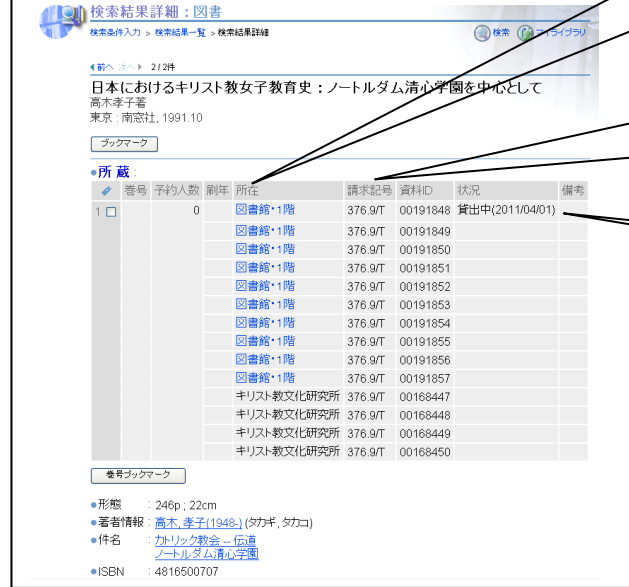 検索結果詳細：図書
検索条件入力 > 検索結果一覧 > 検索結果詳細
検索 マイライブラリ
前へ 次へ 2/2件
日本におけるキリスト教女子教育史：ノートルダム清心学園を中心として
高木孝子著
東京 : 南窓社, 1991.10
ブックマーク
所蔵 :
巻号 予約人数 刷年 所在 請求記号 資料ID 状況 備考
1 0 図書館・1階 376.9/T 00191848 貸出中(2011/04/01)
図書館・1階 376.9/T 00191849
図書館・1階 376.9/T 00191850
図書館・1階 376.9/T 00191851
図書館・1階 376.9/T 00191852
図書館・1階 376.9/T 00191853
図書館・1階 376.9/T 00191854
図書館・1階 376.9/T 00191855
図書館・1階 376.9/T 00191856
図書館・1階 376.9/T 00191857
キリスト教文化研究所 376.9/T 00168447
キリスト教文化研究所 376.9/T 00168448
キリスト教文化研究所 376.9/T 00168449
キリスト教文化研究所 376.9/T 00168450
巻号ブックマーク
形態 : 246p ; 22cm
著者情報 : 高木, 孝子(1948-) (タカギ, タカコ)
件名 : カトリック教会 -- 伝道
ノートルダム清心学園
ISBN : 4816500707